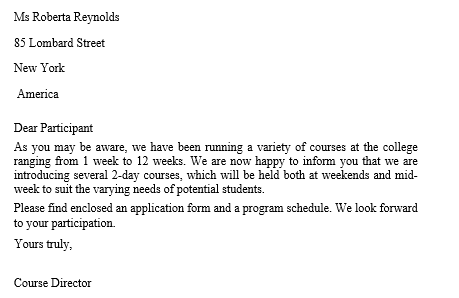 Ms Roberta Reynolds
85 Lombard Street
New York
America
Dear Participant
As you may be aware, we have been running a variety of courses at the college
ranging from 1 week to 12 weeks. We are now happy to inform you that we are
introducing several 2-day courses, which will be held both at weekends and mid-
week to suit the varying needs of potential students.
Please find enclosed an application form and a program schedule. We look forward
to your participation.
Yours truly,
Course Director